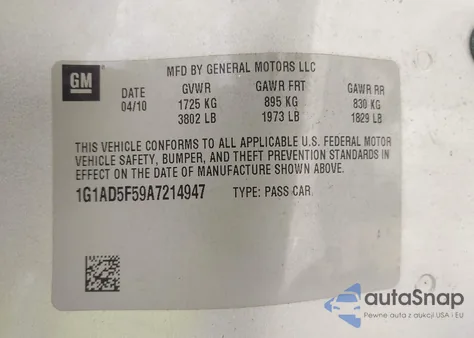 GM
MFD BY GENERAL MOTORS LLC
DATE GVWR GAWR FRT GAWR RR
04/10 1725 KG 895 KG 830 KG
3802 LB 1973 LB 1829 LB
THIS VEHICLE CONFORMS TO ALL APPLICABLE U.S. FEDERAL MOTOR
VEHICLE SAFETY, BUMPER, AND THEFT PREVENTION STANDARDS IN
EFFECT ON THE DATE OF MANUFACTURE SHOWN ABOVE.
1G1AD5F59A7214947 TYPE: PASS CAR
autoSnap
Pewne auta z aukcji USA i EU